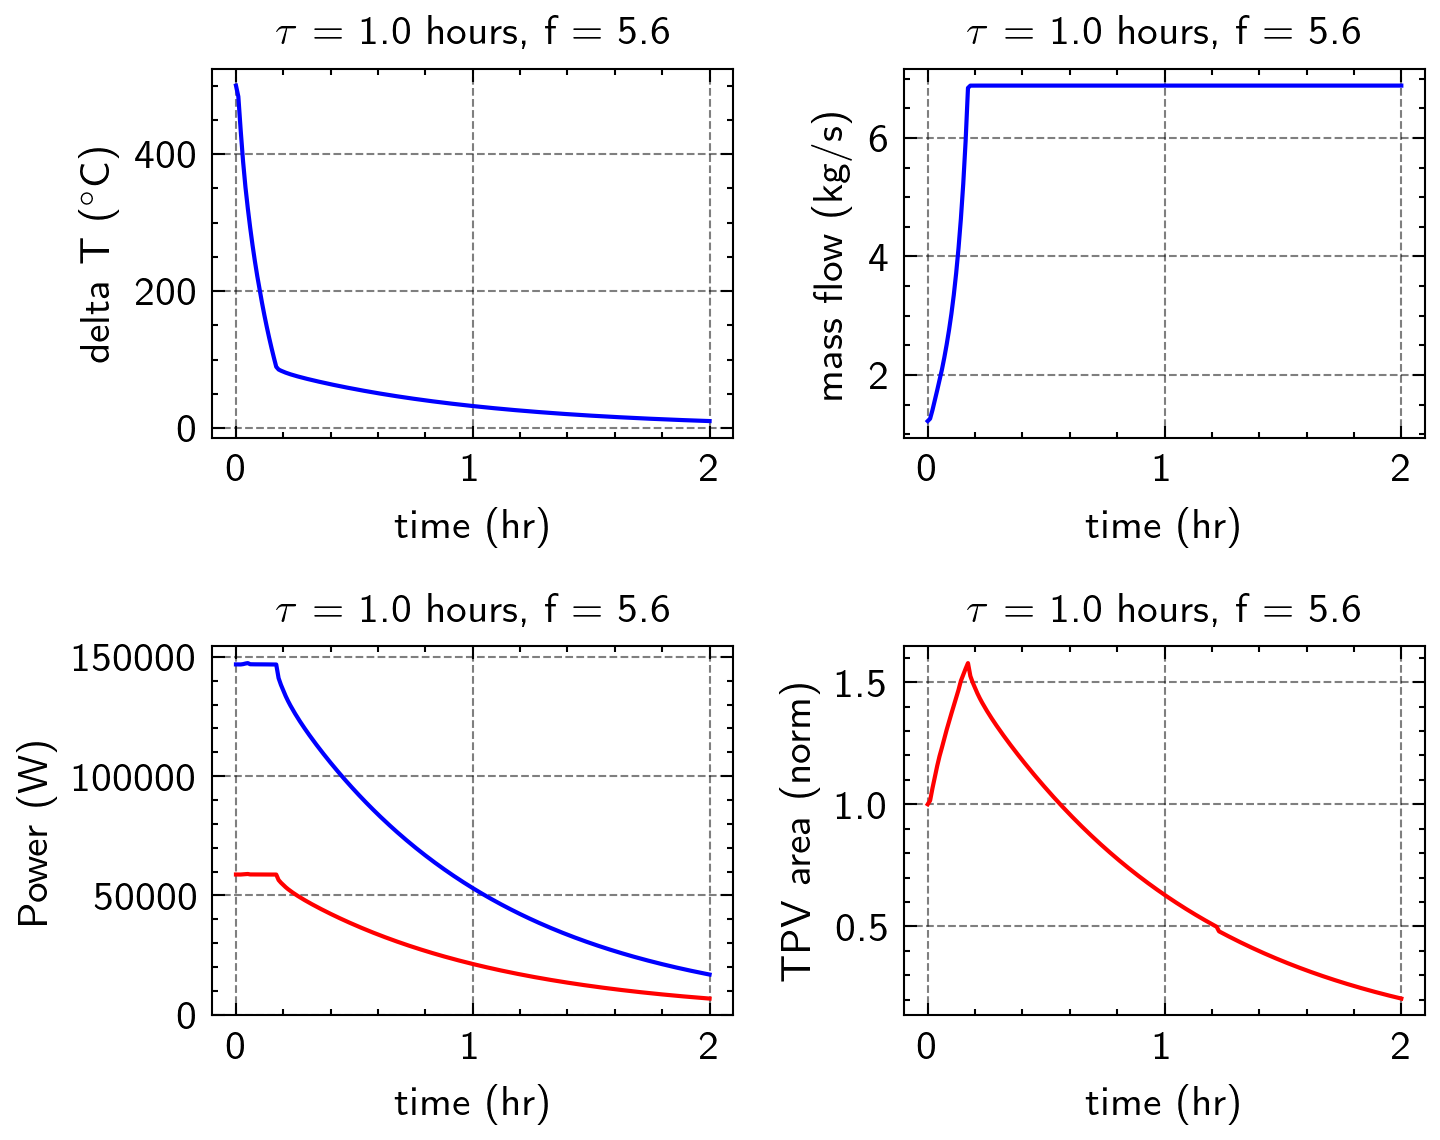 τ = 1.0 hours, f = 5.6
delta T (°C)
400
200
0
0 1 2
time (hr)
τ = 1.0 hours, f = 5.6
mass flow (kg/s)
6
4
2
0 1 2
time (hr)
τ = 1.0 hours, f = 5.6
Power (W)
150000
100000
50000
0
0 1 2
time (hr)
τ = 1.0 hours, f = 5.6
TPV area (norm)
1.5
1.0
0.5
0 1 2
time (hr)